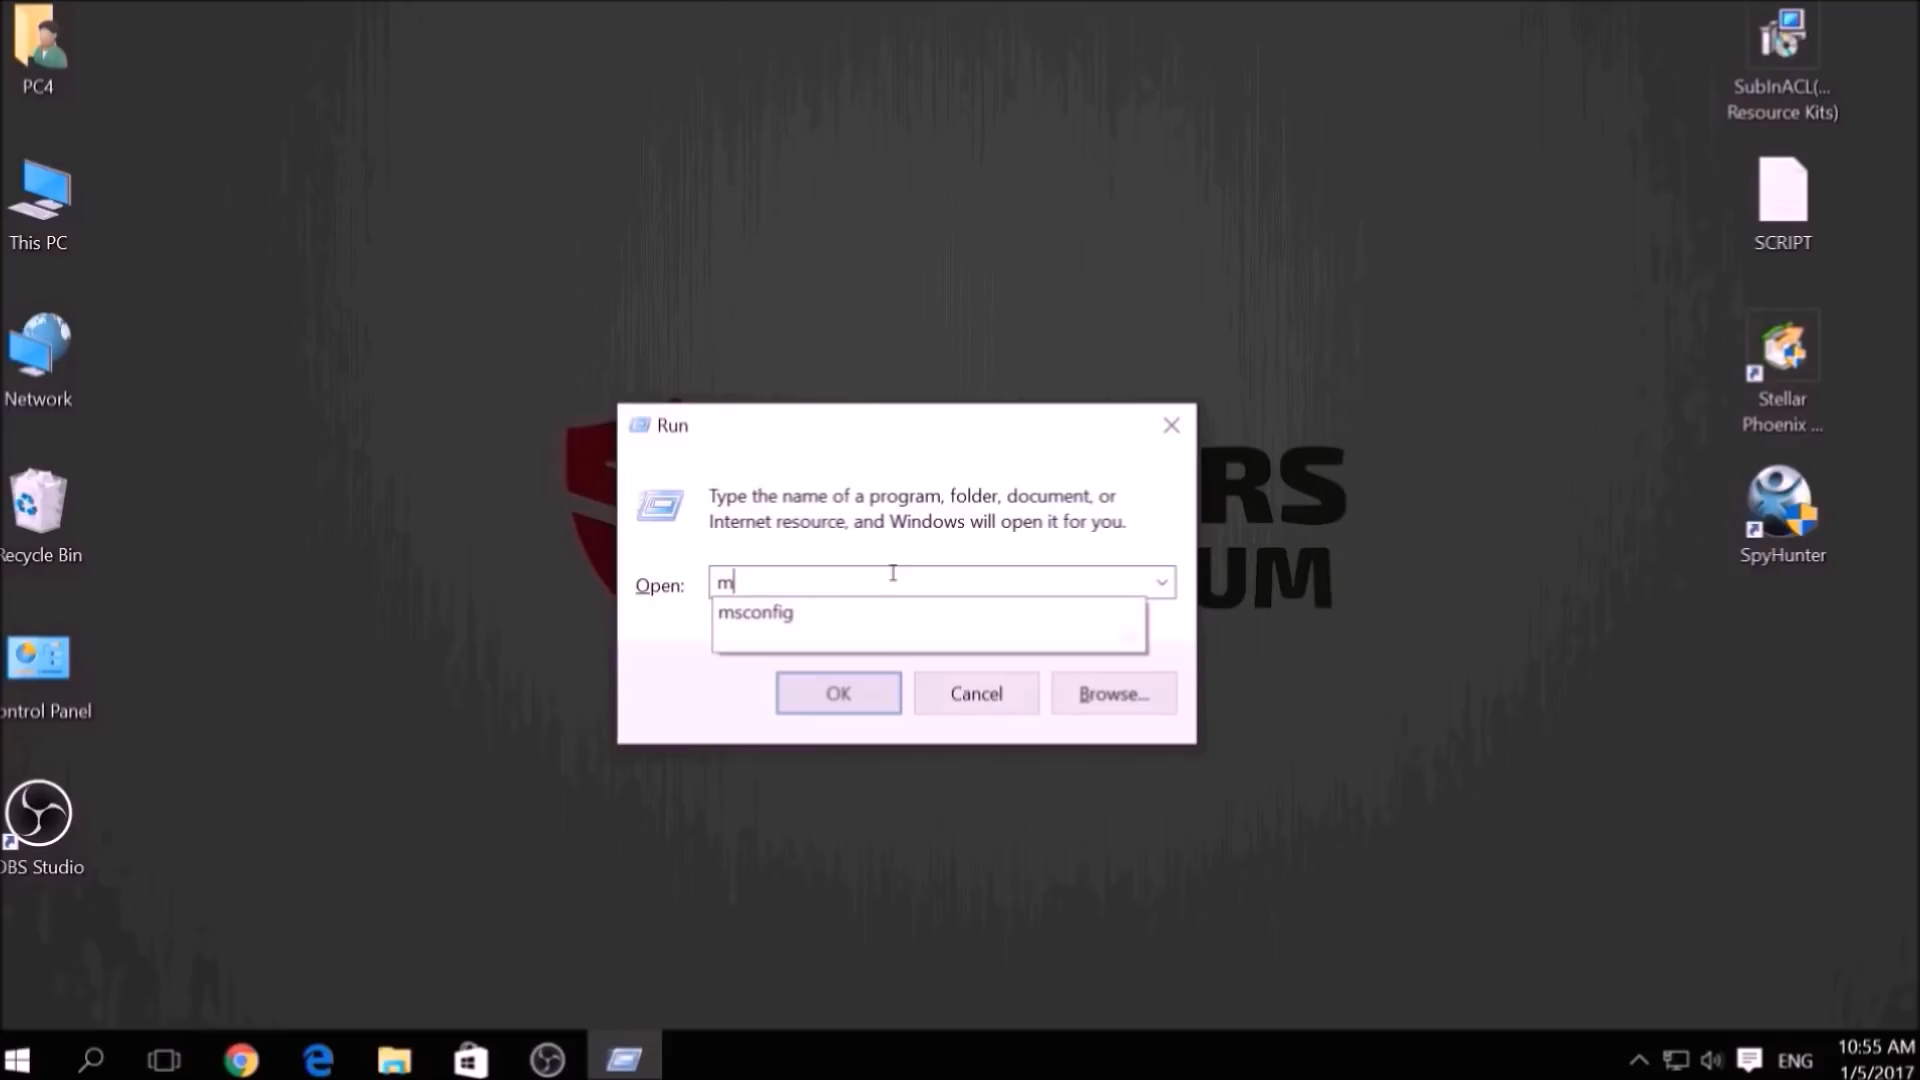 PC4
This PC
Network
Recycle Bin
ontrol Panel
OBS Studio
SubInACL(...
Resource Kits)
SCRIPT
Stellar
Phoenix ...
SpyHunter
RS
UM
Run
Type the name of a program, folder, document, or
Internet resource, and Windows will open it for you.
Open: m
msconfig
OK Cancel Browse...
ENG
10:55 AM
1/5/2017